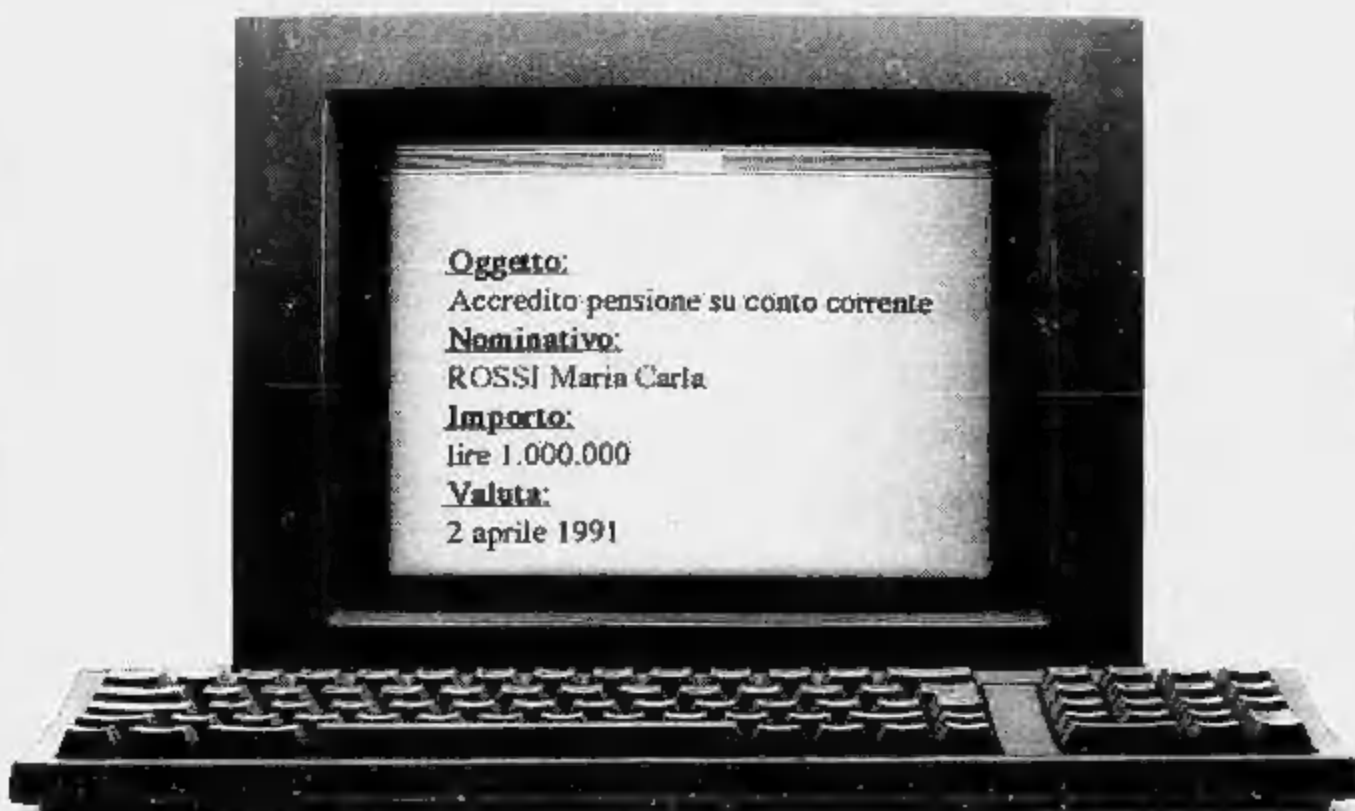 Oggetto:
Accredito pensione su conto corrente
Nominativo:
ROSSI Maria Carla
Importo:
lire 1.000.000
Valuta:
2 aprile 1991